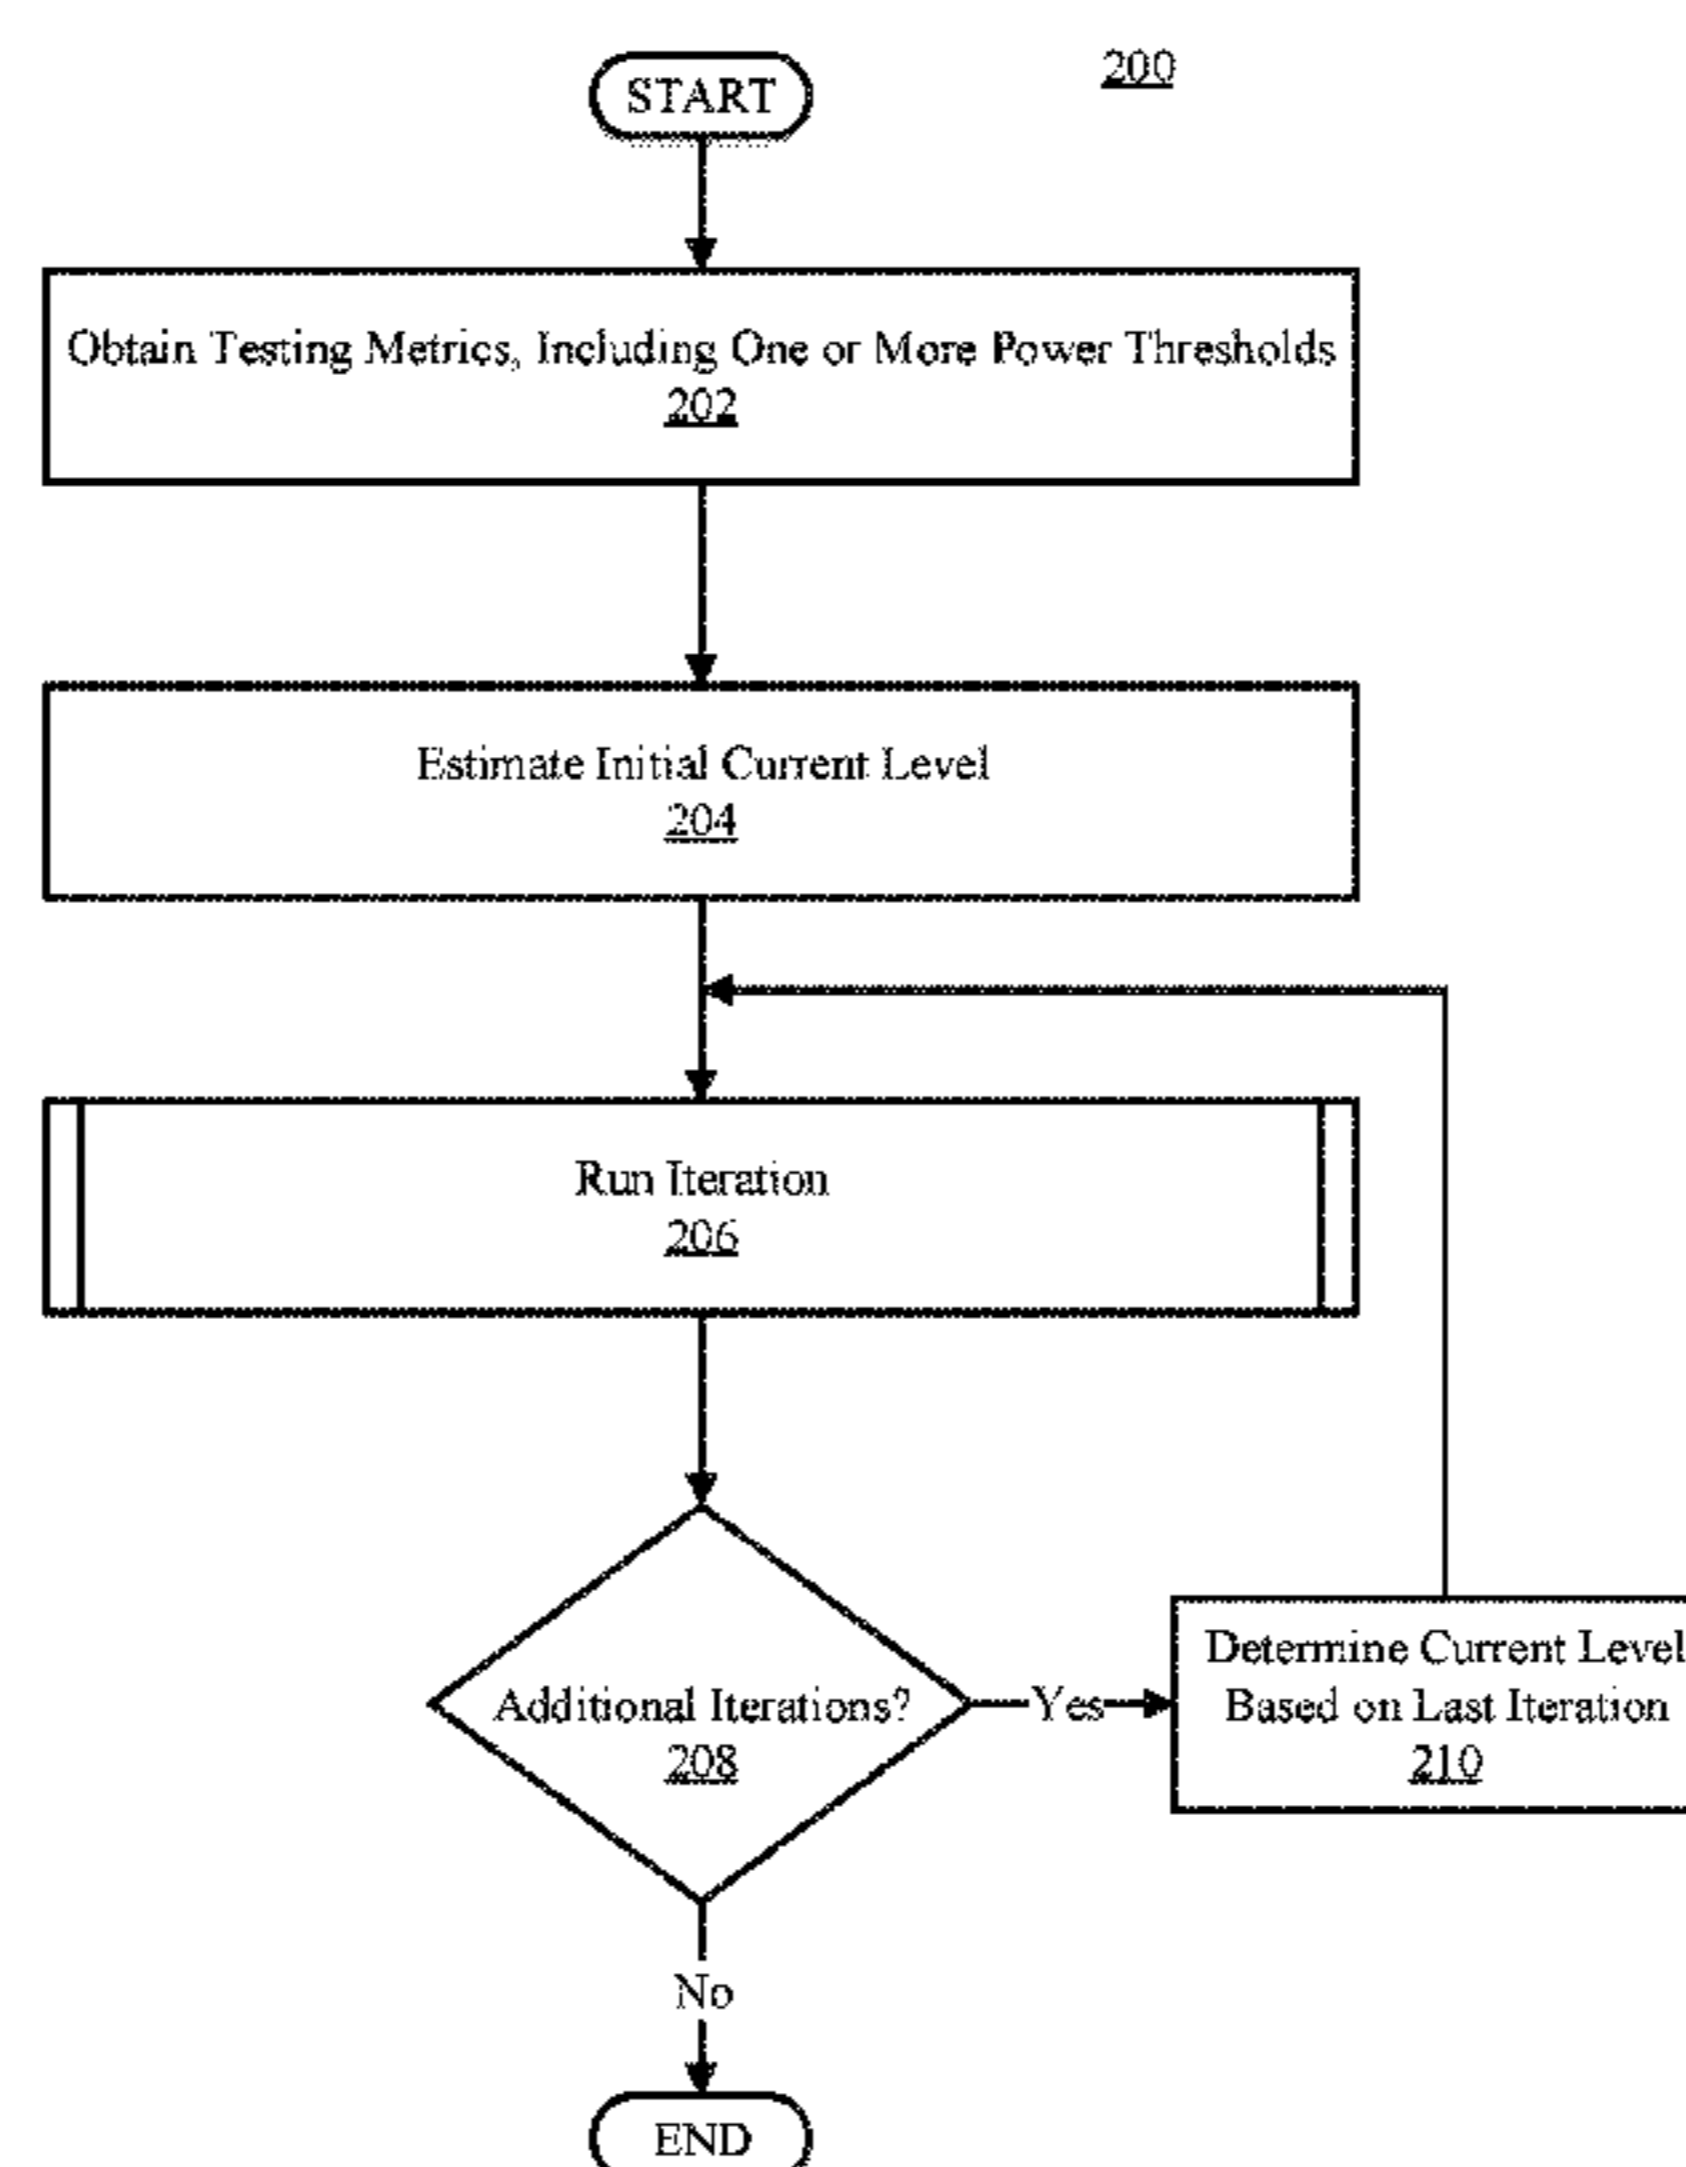 200
START
Obtain Testing Metrics, Including One or More Power Thresholds
202
Estimate Initial Current Level
204
Run Iteration
206
Additional Iterations?
208
Yes
Determine Current Level
Based on Last Iteration
210
No
END